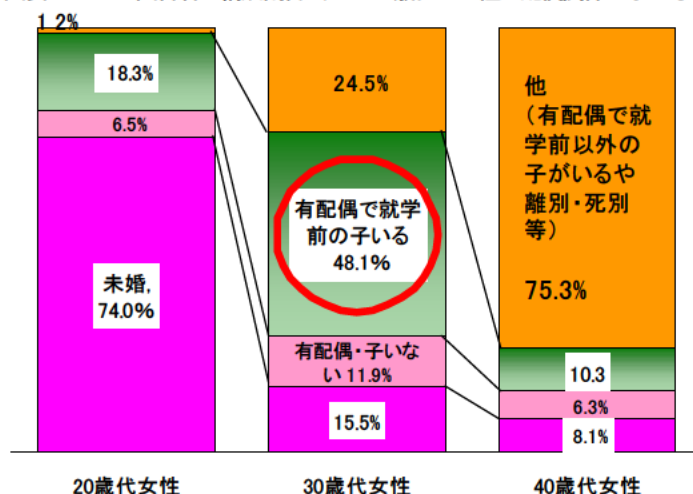 1 2%
18.3%
6.5%
未婚,
74.0%
24.5%
有配偶で就学
前の子いる
48.1%
有配偶・子いな
い 11.9%
15.5%
他
（有配偶で就
学前以外の
子がいるや
離別・死別
等）
75.3%
10.3
6.3%
8.1%
20歳代女性
30歳代女性
40歳代女性